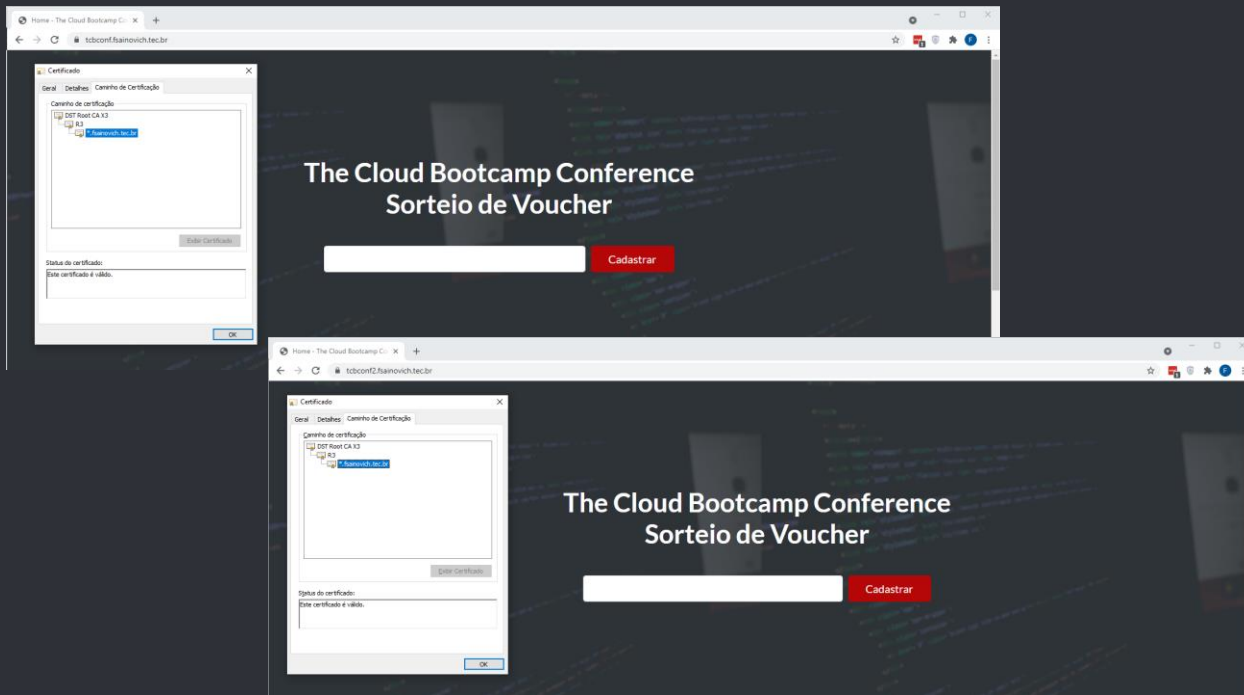 Home - The Cloud Bootcamp Co
tcbconf.fsainovich.tec.br
Certificado
Geral Detalhes Caminho de Certificação
Caminho de certificação
DST Root CA X3
R3
*.fsainovich.tec.br
Exibir Certificado
Status do certificado:
Este certificado é válido.
OK
The Cloud Bootcamp Conference
Sorteio de Voucher
Cadastrar
Home - The Cloud Bootcamp Co
tcbconf2.fsainovich.tec.br
Certificado
Geral Detalhes Caminho de Certificação
Caminho de certificação
DST Root CA X3
R3
*.fsainovich.tec.br
Exibir Certificado
Status do certificado:
Este certificado é válido.
OK
The Cloud Bootcamp Conference
Sorteio de Voucher
Cadastrar